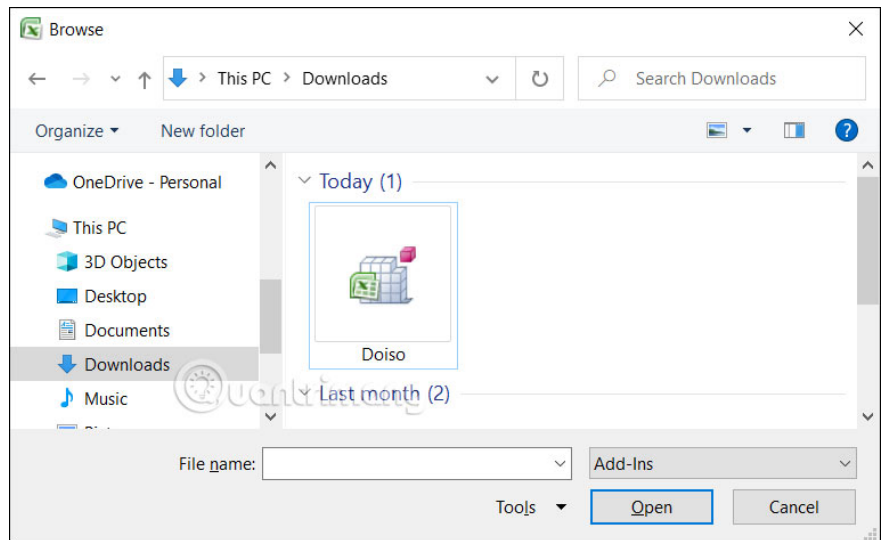 Browse
This PC > Downloads
Search Downloads
Organize
New folder
OneDrive - Personal
This PC
3D Objects
Desktop
Documents
Downloads
Music
Today (1)
Doiso
Last month (2)
Quantrimang
File name:
Add-Ins
Tools
Open
Cancel